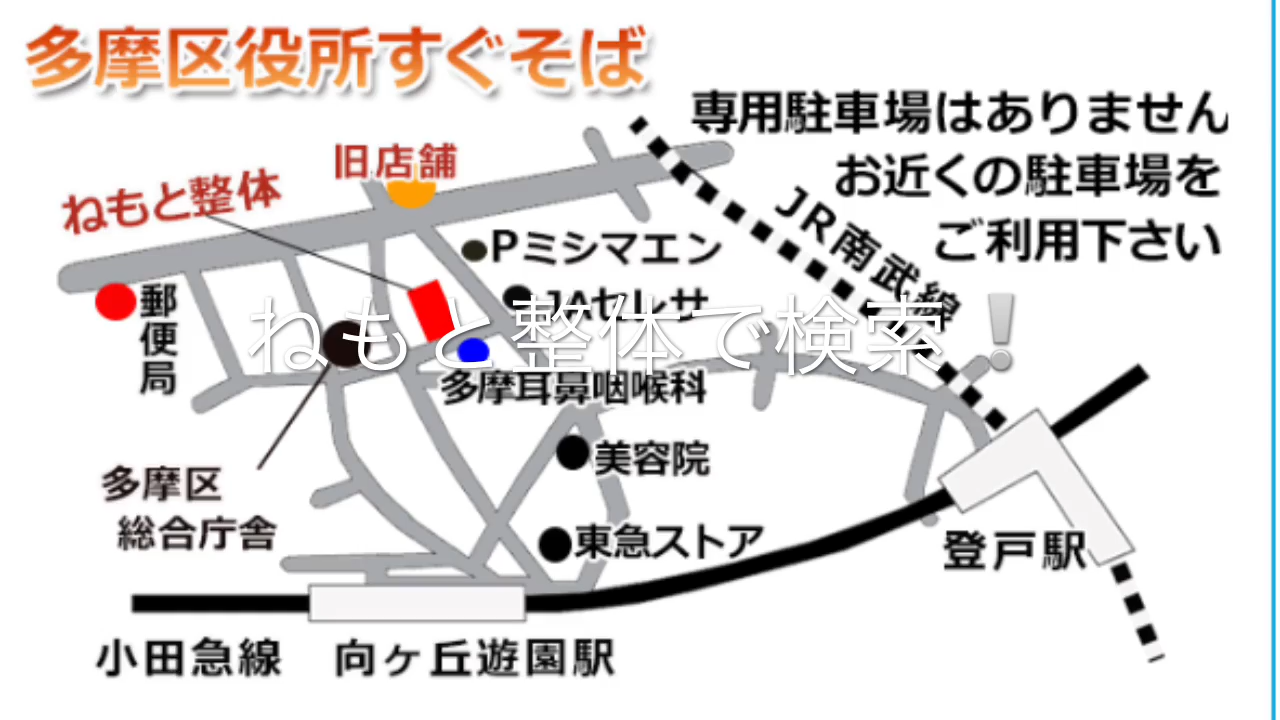 多摩区役所すぐそば
専用駐車場はありません
お近くの駐車場を
ご利用下さい
旧店舗
ねもと整体
JR南武線
Pミシマエン
JAセレサ
郵便局
ねもと整体で検索❕
多摩耳鼻咽喉科
美容院
多摩区
総合庁舎
東急ストア
登戸駅
小田急線
向ヶ丘遊園駅